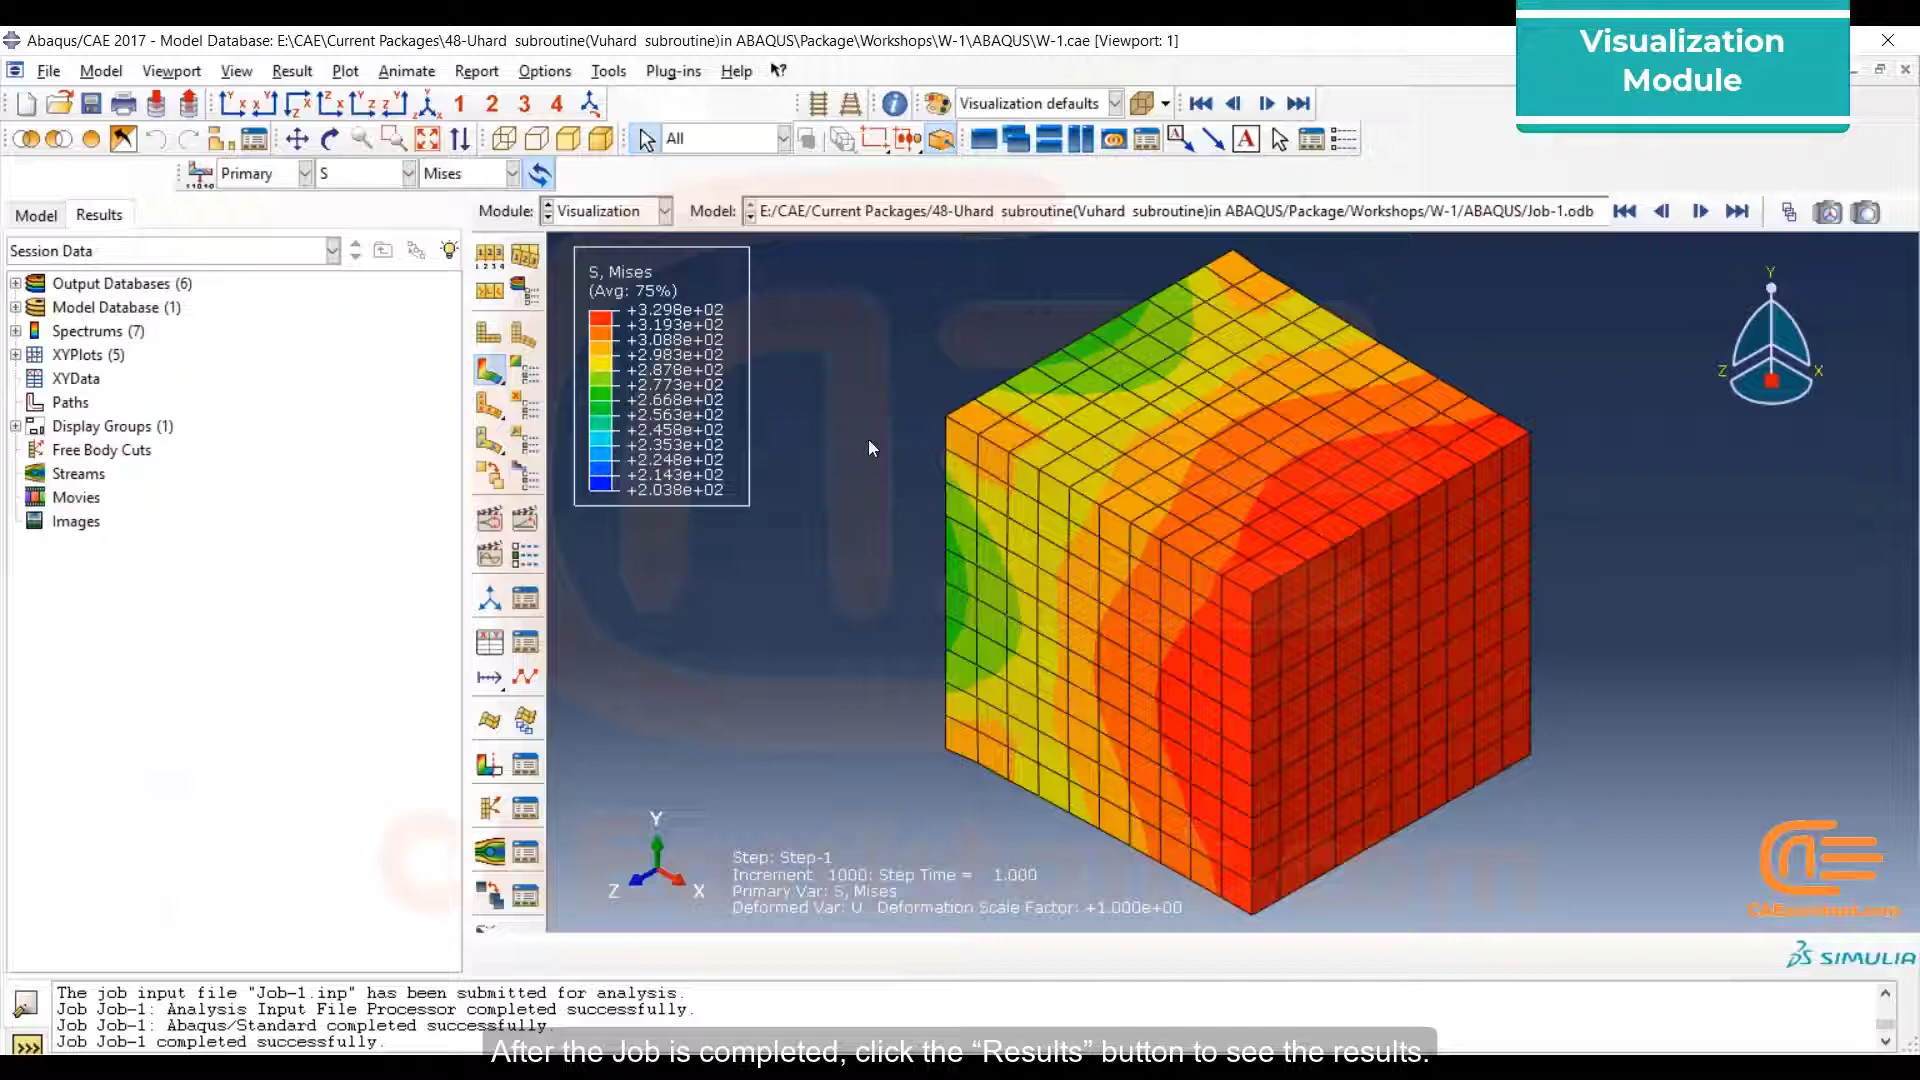 Visualization
Module
Abaqus/CAE 2017 - Model Database: E:\CAE\Current Packages\48-Uhard subroutine(Vuhard subroutine)in ABAQUS\Package\Workshops\W-1\ABAQUS\W-1.cae [Viewport: 1]
File Model Viewport View Result Plot Animate Report Options Tools Plug-ins Help
1 2 3 4 Visualization defaults
All
Primary S Mises
Model Results Module: Visualization Model: E:/CAE/Current Packages/48-Uhard subroutine(Vuhard subroutine)in ABAQUS/Package/Workshops/W-1/ABAQUS/Job-1.odb
Session Data
Output Databases (6)
Model Database (1)
Spectrums (7)
XYPlots (5)
XYData
Paths
Display Groups (1)
Free Body Cuts
Streams
Movies
Images
S, Mises
(Avg: 75%)
+3.298e+02
+3.193e+02
+3.088e+02
+2.983e+02
+2.878e+02
+2.773e+02
+2.668e+02
+2.563e+02
+2.458e+02
+2.353e+02
+2.248e+02
+2.143e+02
+2.038e+02
Y
Z X
Y
Z X
Step: Step-1
Increment 1000: Step Time = 1.000
Primary Var: S, Mises
Deformed Var: U Deformation Scale Factor: +1.000e+00
CAEassistant.com
SIMULIA
The job input file "Job-1.inp" has been submitted for analysis.
Job Job-1: Analysis Input File Processor completed successfully.
Job Job-1: Abaqus/Standard completed successfully.
Job Job-1 completed successfully.
After the Job is completed, click the “Results” button to see the results.